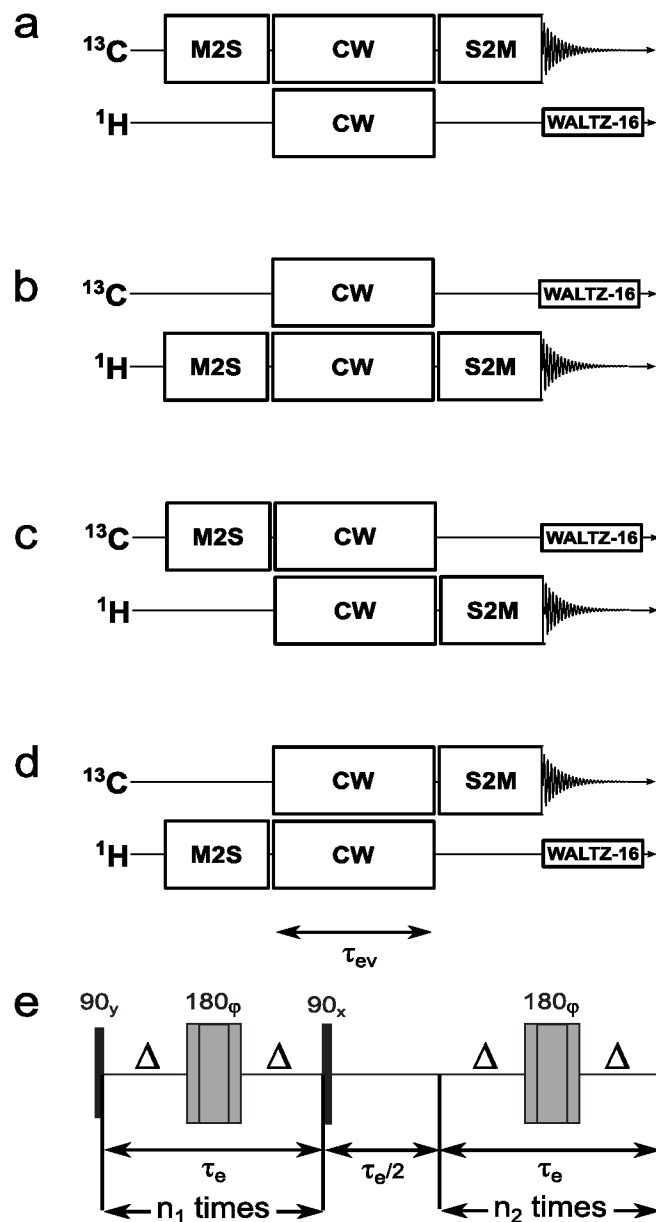 a
¹³C M2S CW S2M
¹H CW WALTZ-16
b
¹³C CW WALTZ-16
¹H M2S CW S2M
c
¹³C M2S CW WALTZ-16
¹H CW S2M
d
¹³C CW S2M
¹H M2S CW WALTZ-16
τₑᵥ
e
90y 180φ 90x 180φ
Δ Δ Δ Δ
τₑ τₑ/2 τₑ
n₁ times n₂ times